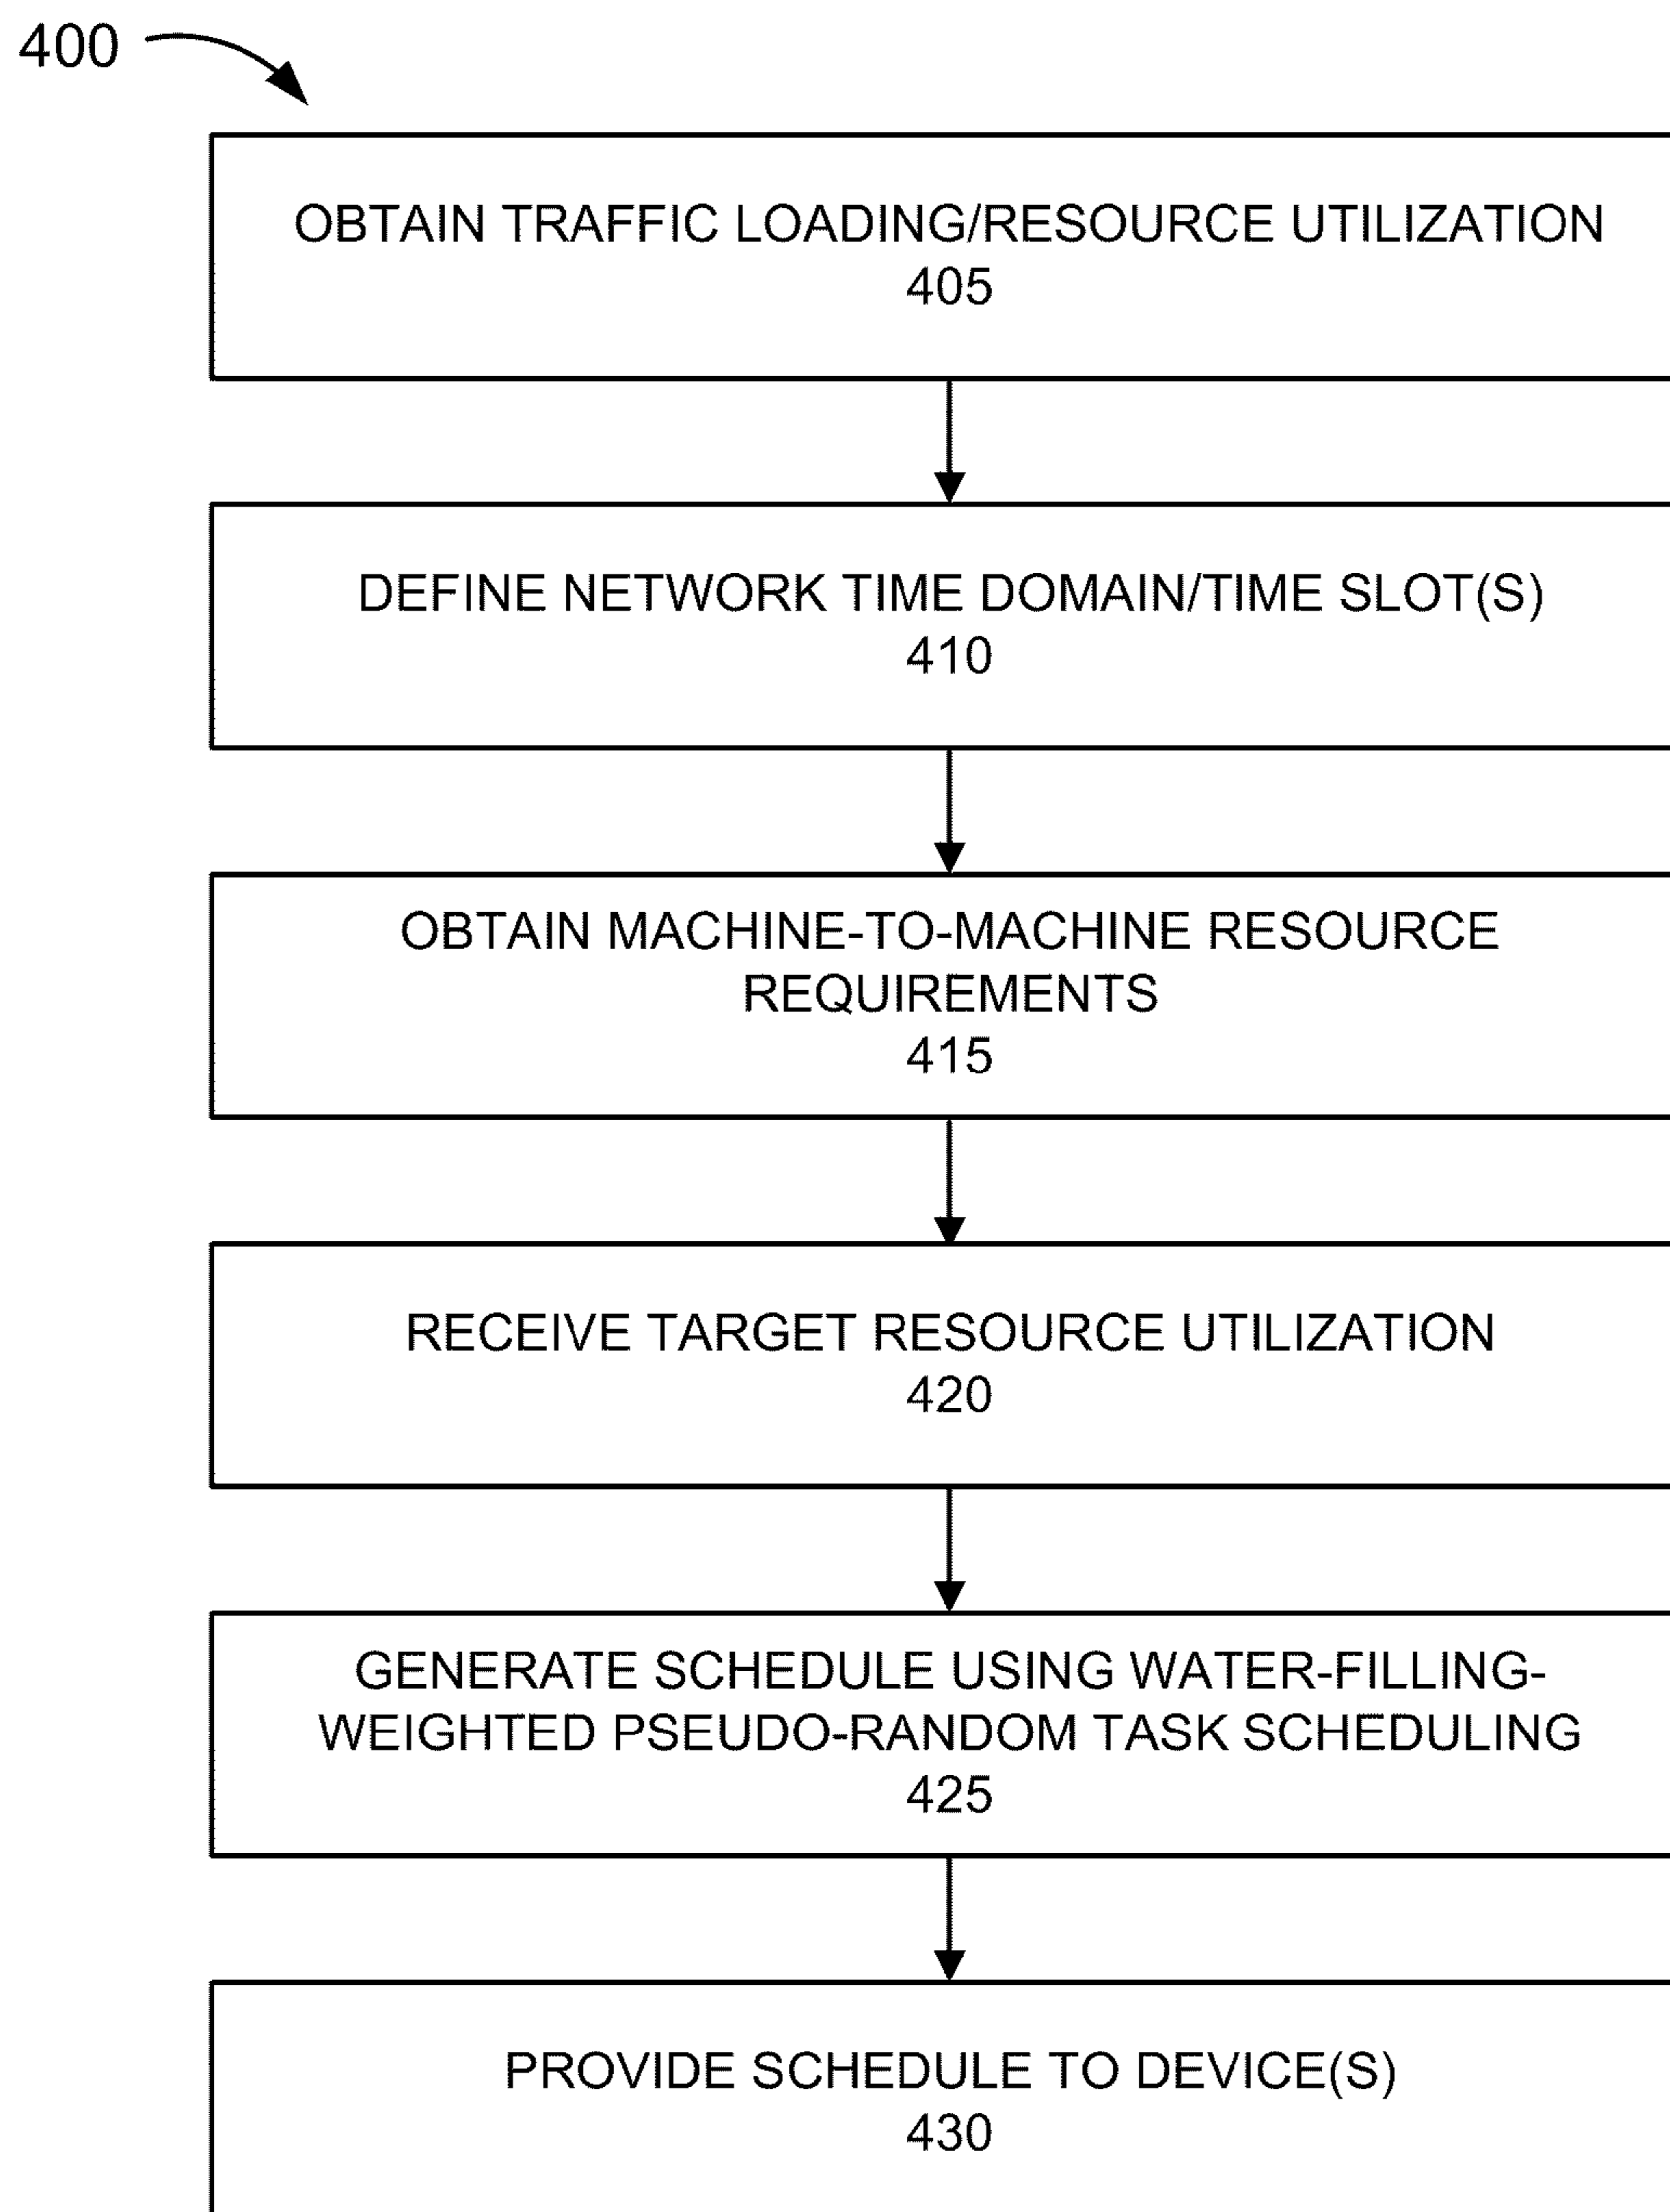 400
OBTAIN TRAFFIC LOADING/RESOURCE UTILIZATION
405
DEFINE NETWORK TIME DOMAIN/TIME SLOT(S)
410
OBTAIN MACHINE-TO-MACHINE RESOURCE
REQUIREMENTS
415
RECEIVE TARGET RESOURCE UTILIZATION
420
GENERATE SCHEDULE USING WATER-FILLING-
WEIGHTED PSEUDO-RANDOM TASK SCHEDULING
425
PROVIDE SCHEDULE TO DEVICE(S)
430